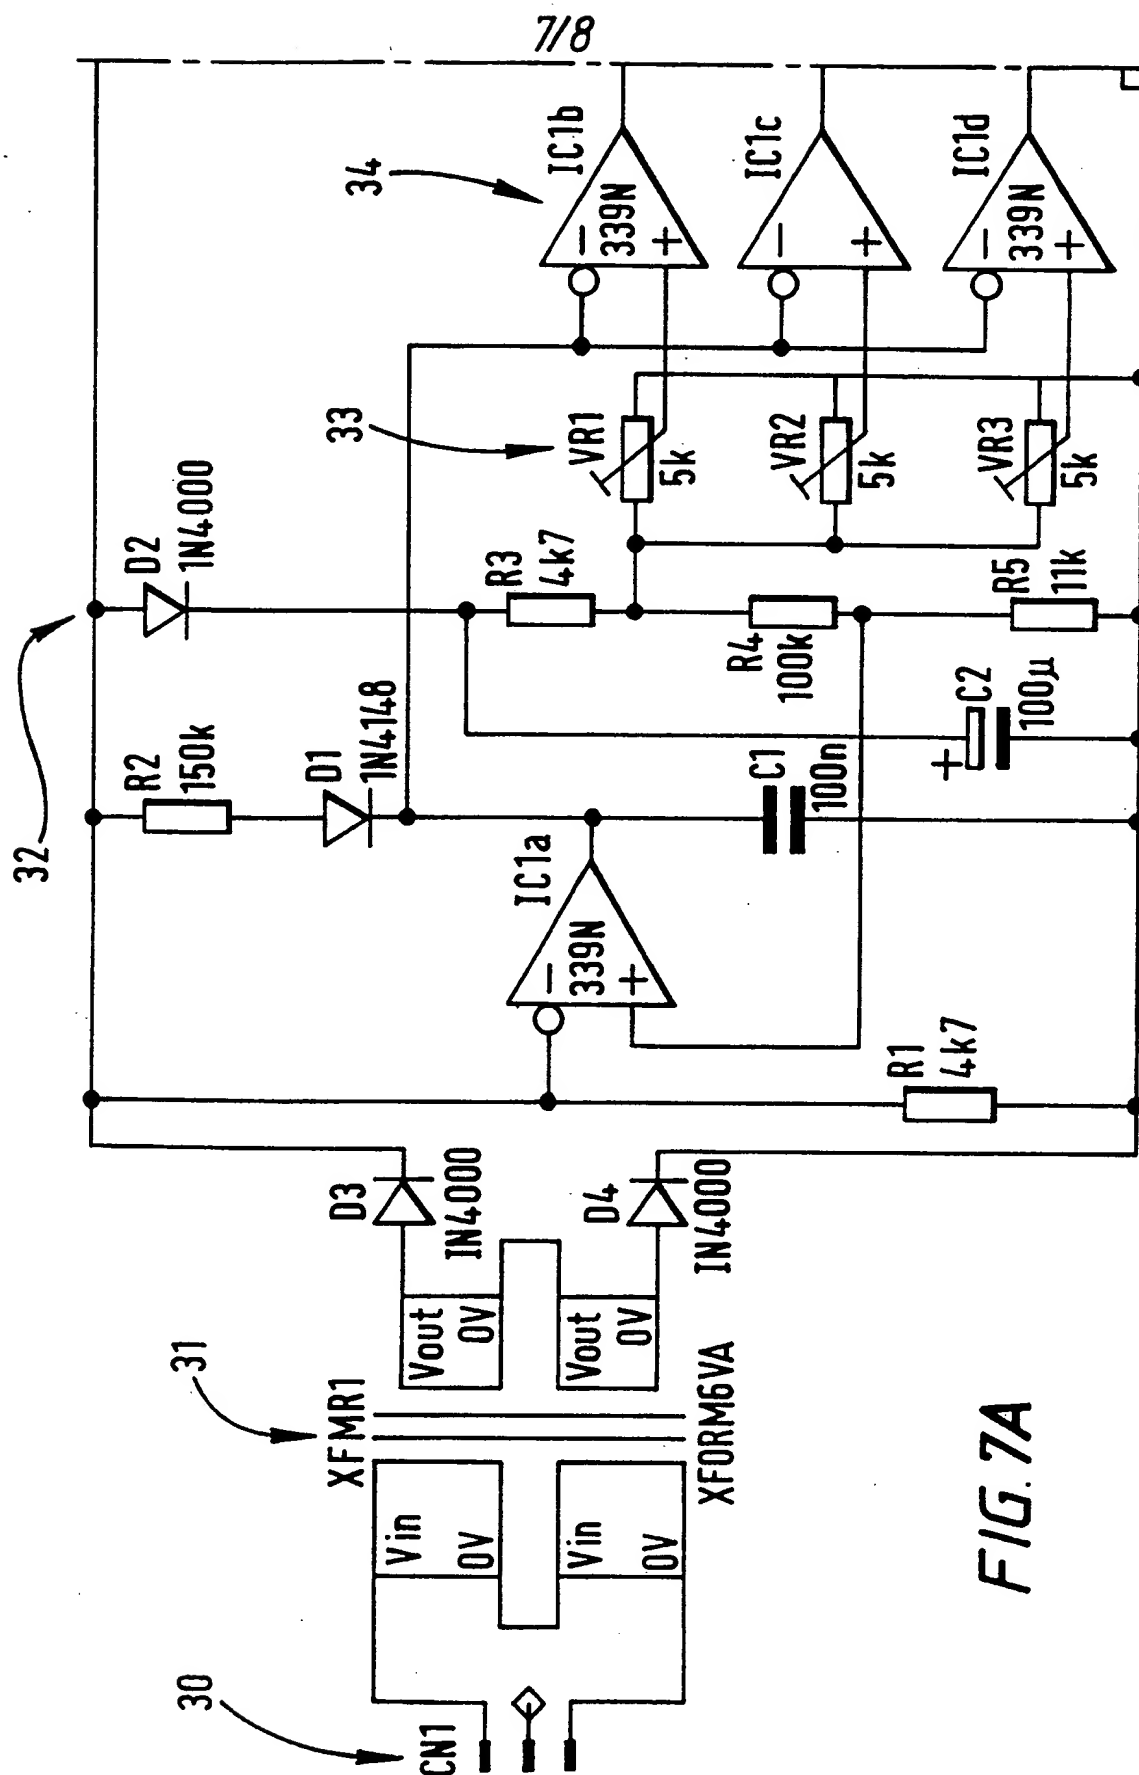 7/8
32
34
33
31
30
D2
1N4000
R2
150k
D1
1N4148
R3
4k7
R4
100k
R5
11k
C2
+
100µ
C1
100n
VR1
5k
VR2
5k
VR3
5k
IC1b
−
339N
+
IC1c
−
+
IC1d
−
339N
+
IC1a
−
339N
+
R1
4k7
D3
IN4000
D4
IN4000
Vout
0V
Vout
0V
XFMR1
XFORM6VA
Vin
0V
Vin
0V
CN1
FIG. 7A